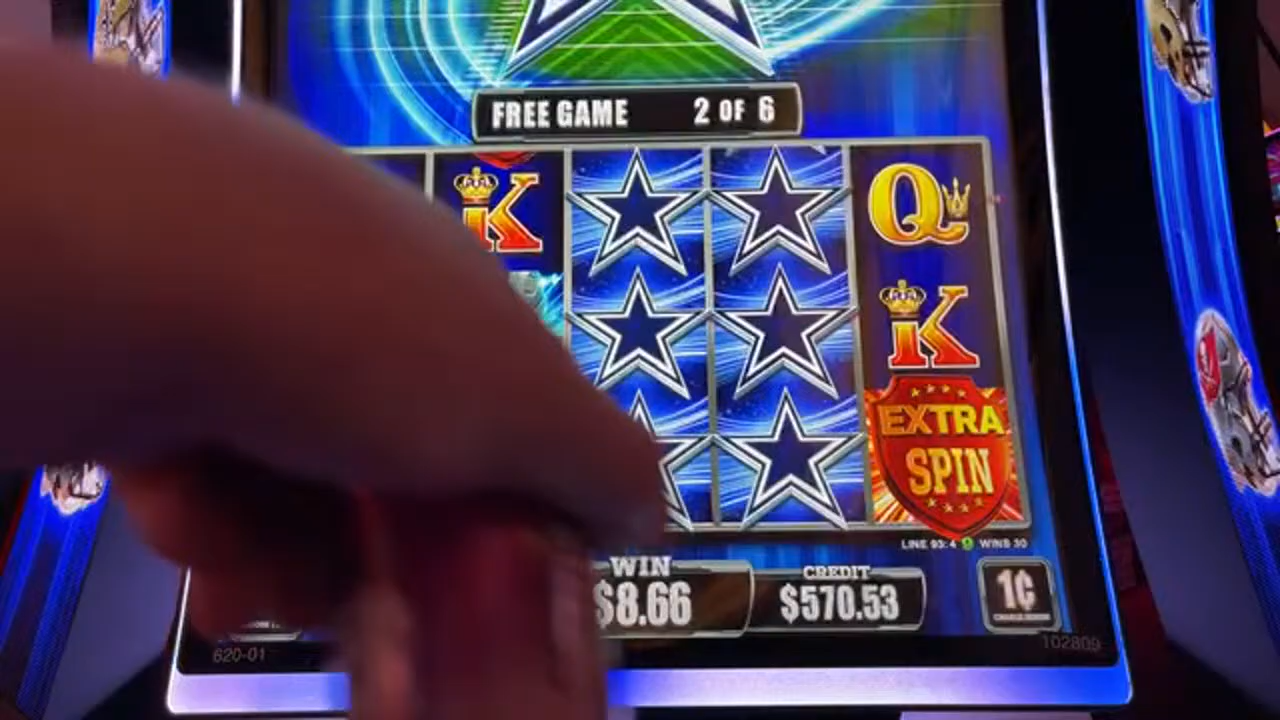 FREE GAME 2 OF 6
K
Q
K
EXTRA
SPIN
LINE 93: 4 WINS 30
WIN
$8.66
CREDIT
$570.53
1¢
620-01
102809